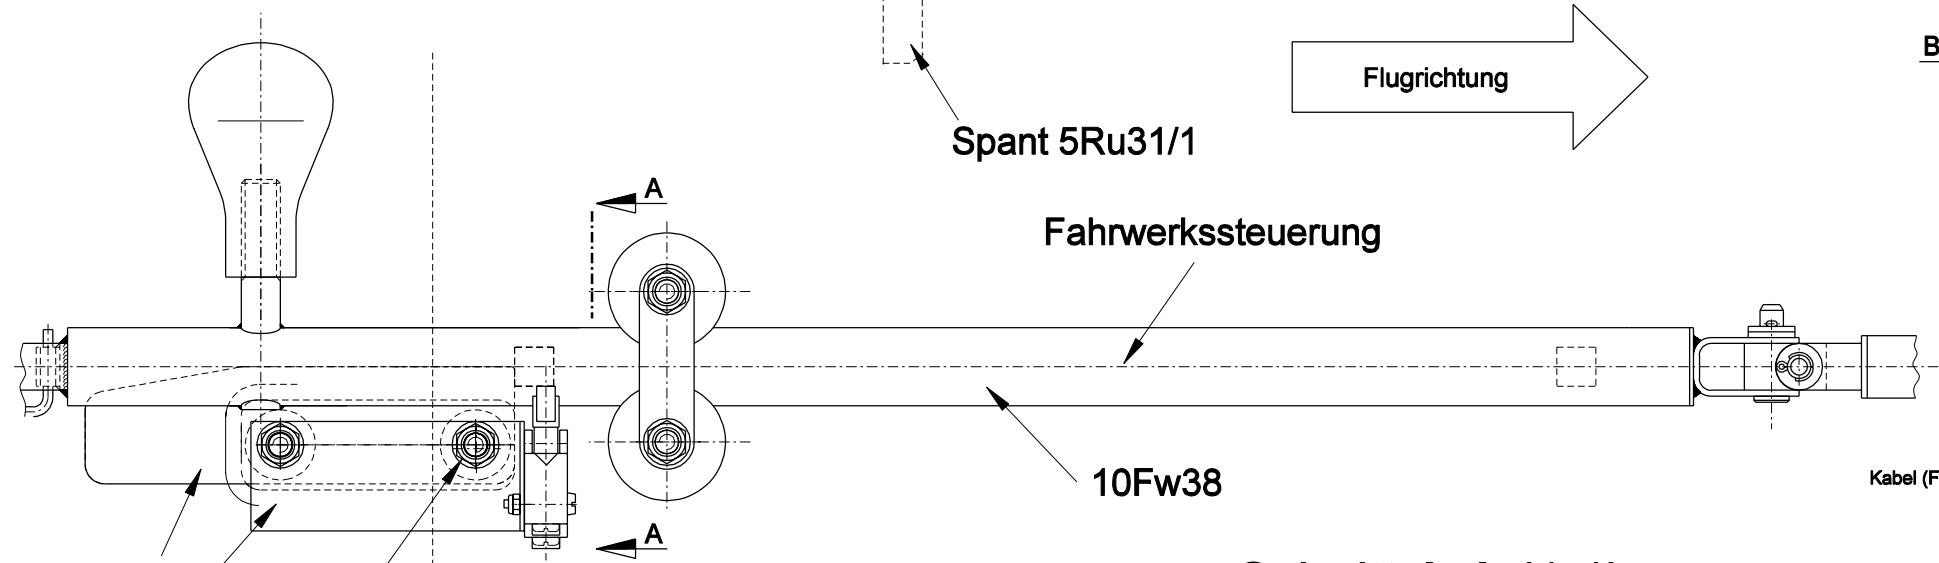 B
Flugrichtung
Spant 5Ru31/1
A
Fahrwerkssteuerung
10Fw38
Kabel (F
A